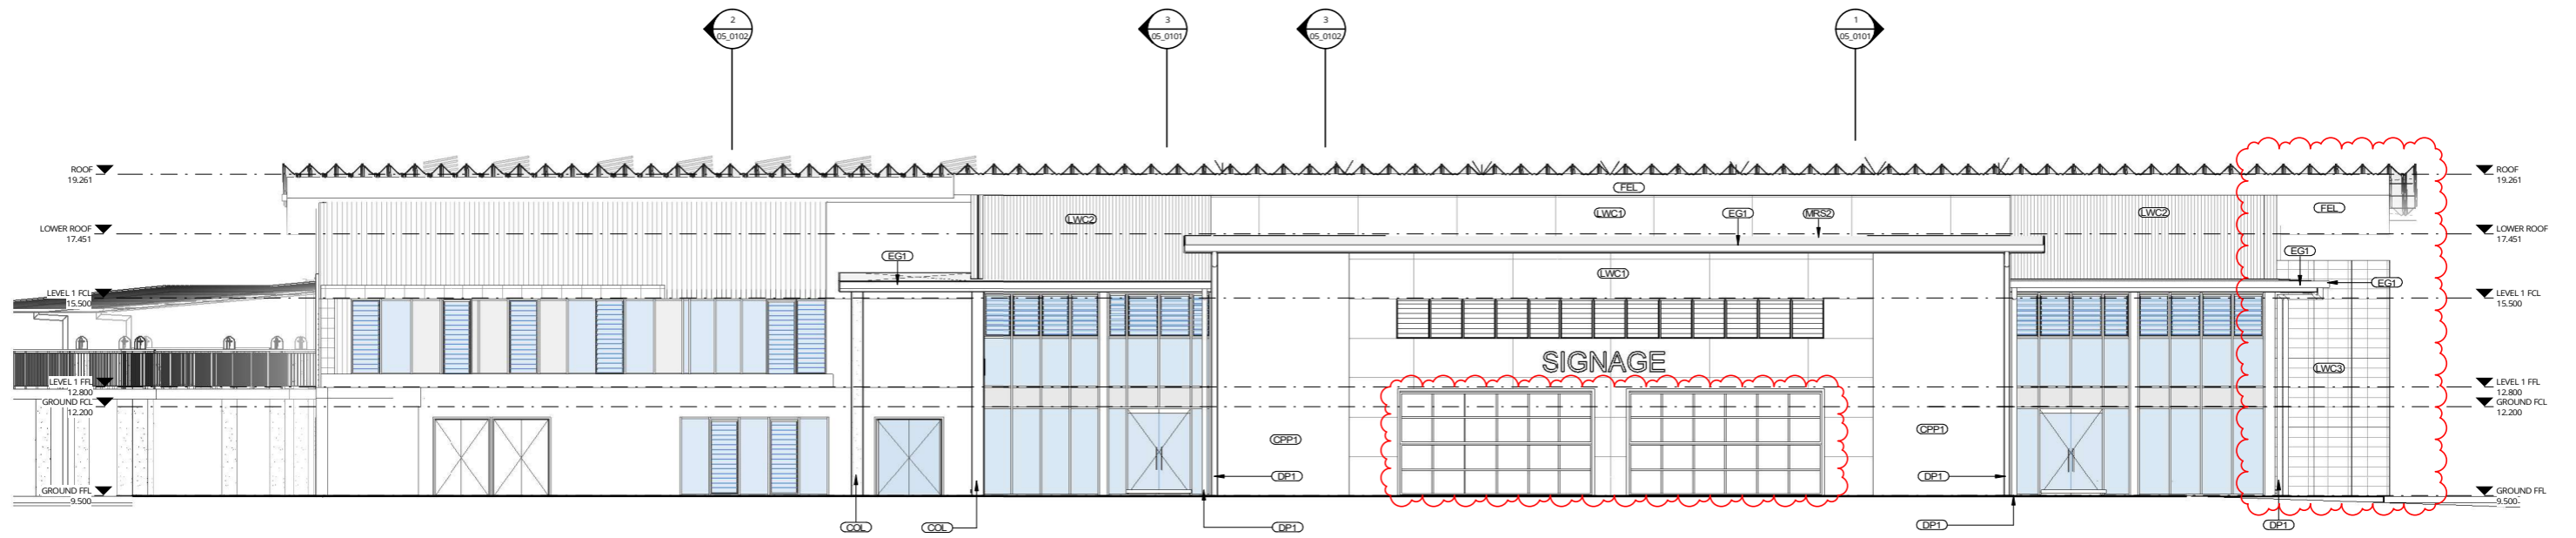 2
05_0102
3
05_0101
3
05_0102
1
05_0101
ROOF
19.261
LOWER ROOF
17.451
LEVEL 1 FCL
15.500
LEVEL 1 FFL
12.800
GROUND FCL
12.200
GROUND FFL
9.500
FEL
LWC2
LWC1
EG1
MRS2
LWC2
FEL
EG1
LWC1
EG1
EG1
SIGNAGE
LWC3
CPP1
CPP1
DP1
DP1
COL
COL
DP1
DP1
DP1
ROOF
19.261
LOWER ROOF
17.451
LEVEL 1 FCL
15.500
LEVEL 1 FFL
12.800
GROUND FCL
12.200
GROUND FFL
9.500